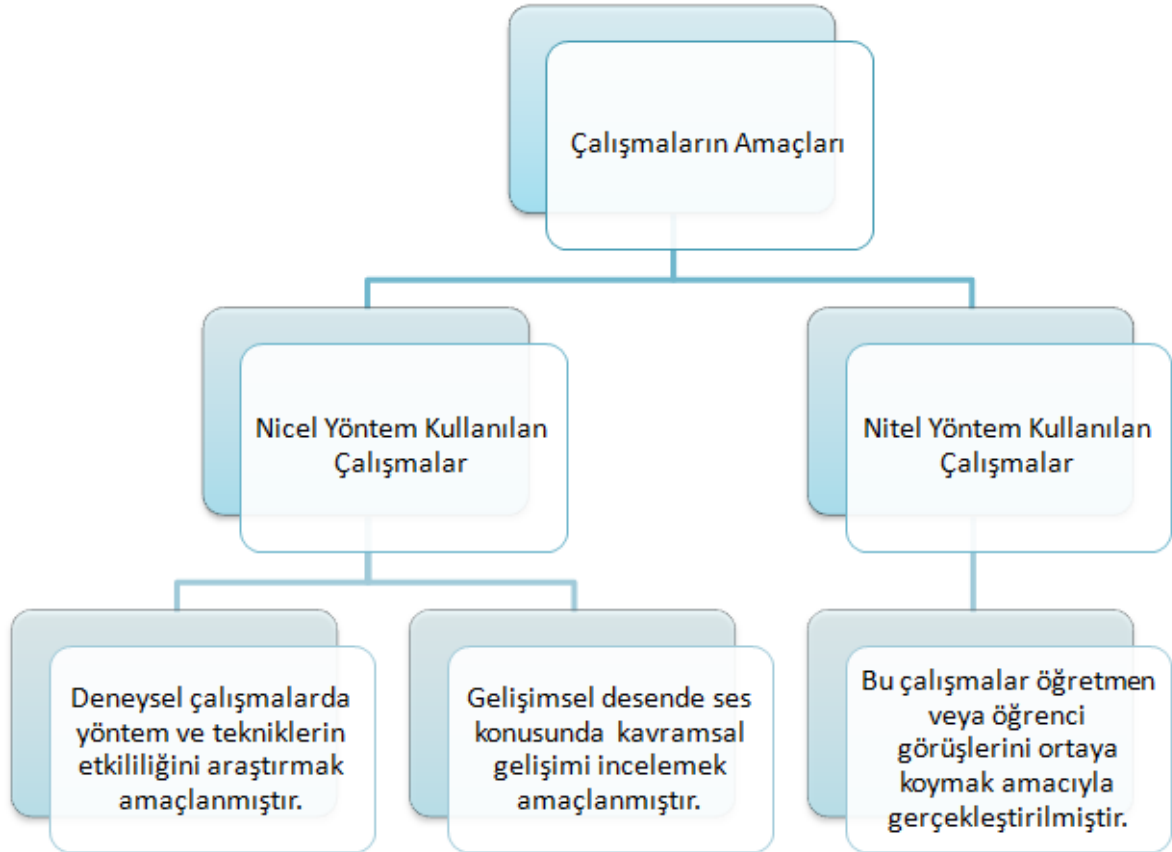 Çalışmaların Amaçları
Nicel Yöntem Kullanılan
Çalışmalar
Nitel Yöntem Kullanılan
Çalışmalar
Deneysel çalışmalarda
yöntem ve tekniklerin
etkililiğini araştırmak
amaçlanmıştır.
Gelişimsel desende ses
konusunda kavramsal
gelişimi incelemek
amaçlanmıştır.
Bu çalışmalar öğretmen
veya öğrenci
görüşlerini ortaya
koymak amacıyla
gerçekleştirilmiştir.